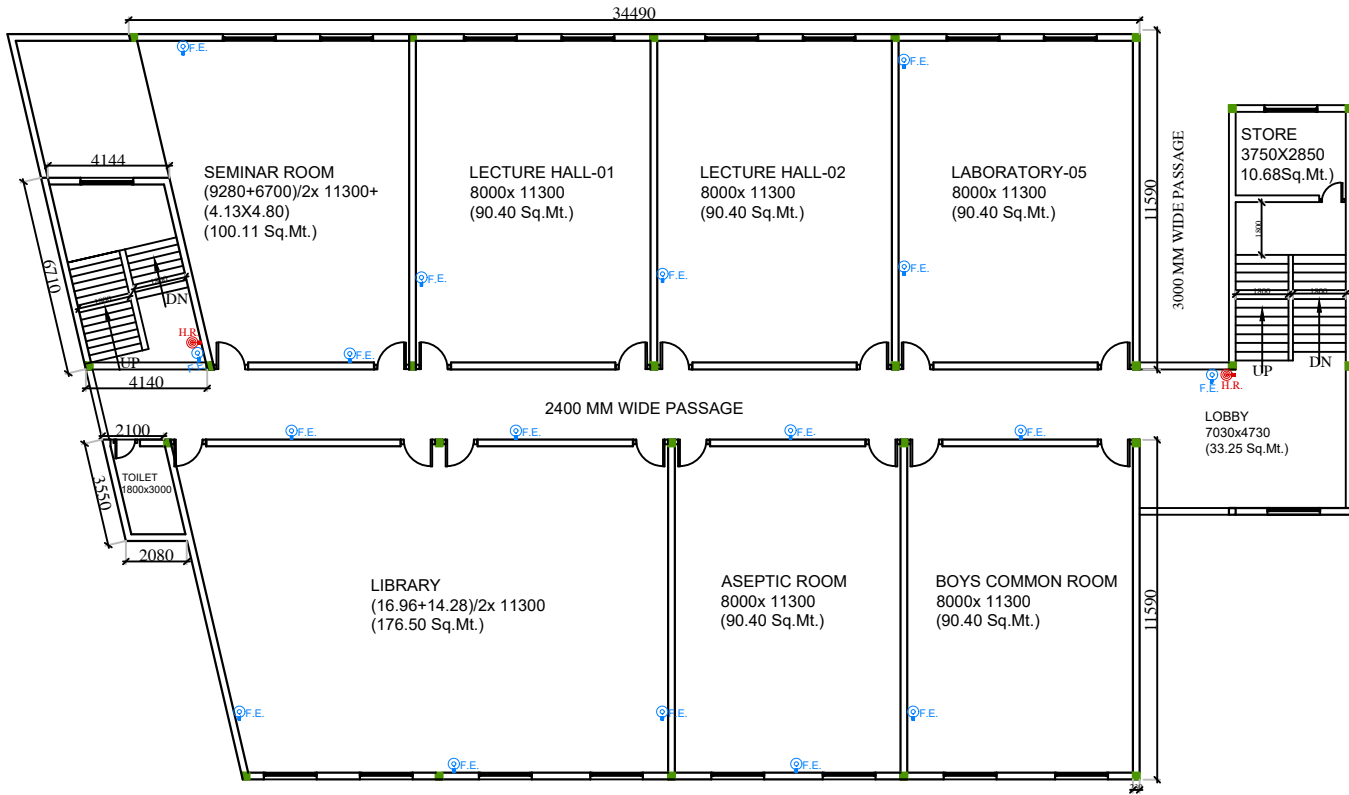 34490
F.E.
F.E.
4144
SEMINAR ROOM
(9280+6700)/2x 11300+
(4.13X4.80)
(100.11 Sq.Mt.)
LECTURE HALL-01
8000x 11300
(90.40 Sq.Mt.)
LECTURE HALL-02
8000x 11300
(90.40 Sq.Mt.)
LABORATORY-05
8000x 11300
(90.40 Sq.Mt.)
11590
3000 MM WIDE PASSAGE
STORE
3750X2850
10.68Sq.Mt.)
1800
6710
1800
DN
UP
H.R.
F.E.
F.E.
F.E.
F.E.
F.E.
1800
1800
UP
DN
F.E.
H.R.
4140
2400 MM WIDE PASSAGE
LOBBY
7030x4730
(33.25 Sq.Mt.)
2100
F.E.
F.E.
F.E.
F.E.
TOILET
1800x3000
3550
2080
LIBRARY
(16.96+14.28)/2x 11300
(176.50 Sq.Mt.)
ASEPTIC ROOM
8000x 11300
(90.40 Sq.Mt.)
BOYS COMMON ROOM
8000x 11300
(90.40 Sq.Mt.)
11590
F.E.
F.E.
F.E.
F.E.
F.E.